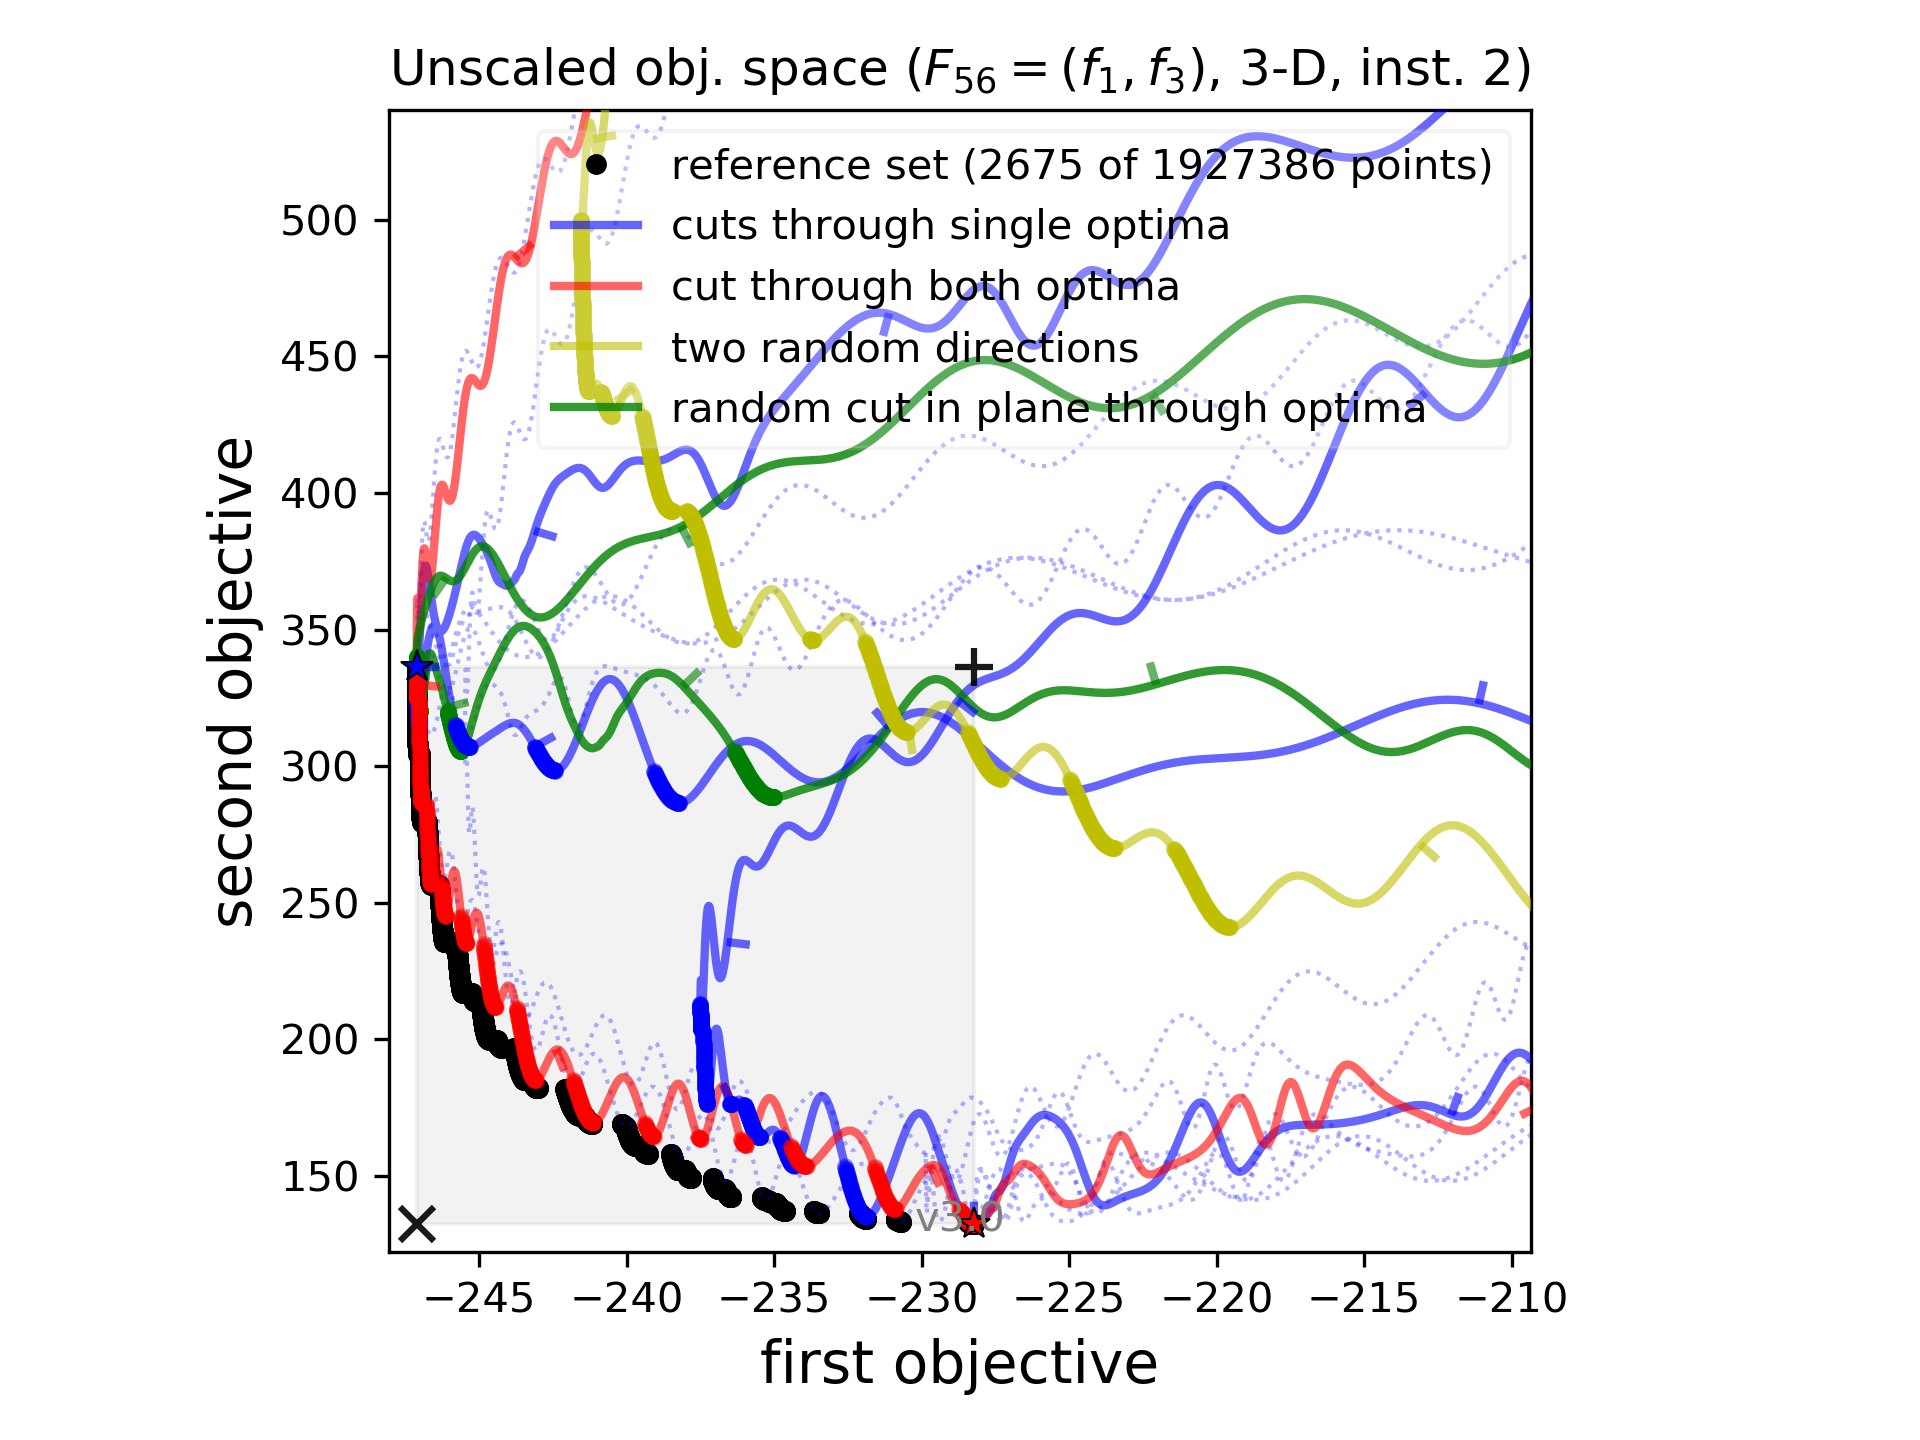 Unscaled obj. space (F56 = (f1, f3), 3-D, inst. 2)
reference set (2675 of 1927386 points)
cuts through single optima
cut through both optima
two random directions
random cut in plane through optima
second objective
500
450
400
350
300
250
200
150
v3.0
−245 −240 −235 −230 −225 −220 −215 −210
first objective